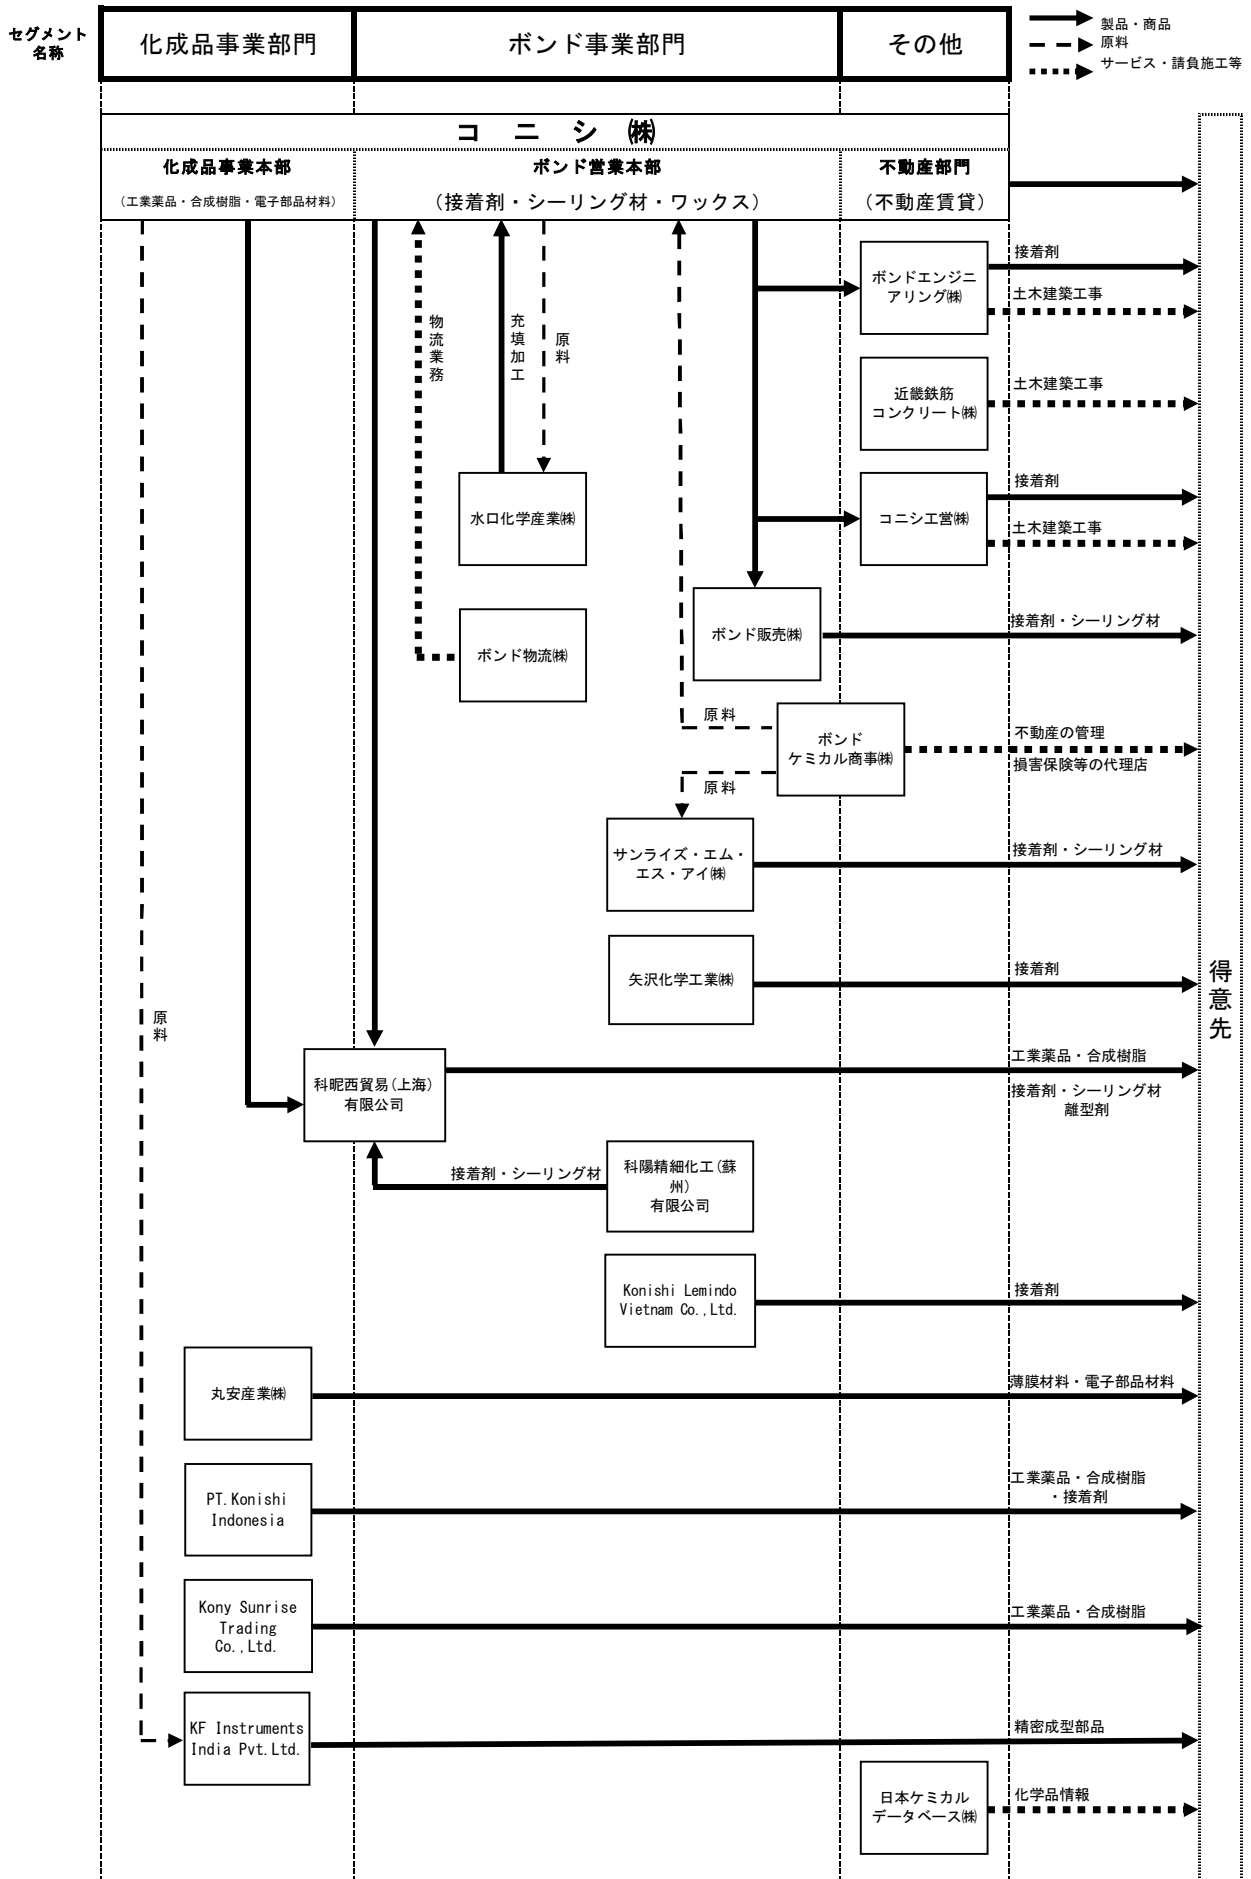 セグメント
名称
化成品事業部門
ボンド事業部門
その他
製品・商品
原料
サービス・請負施工等
コニシ㈱
化成品事業本部
（工業薬品・合成樹脂・電子部品材料）
ボンド営業本部
（接着剤・シーリング材・ワックス）
不動産部門
（不動産賃貸）
ボンドエンジニ
アリング㈱
接着剤
土木建築工事
物流業務
充填加工
原料
近畿鉄筋
コンクリート㈱
土木建築工事
水口化学産業㈱
コニシ工営㈱
接着剤
土木建築工事
ボンド物流㈱
ボンド販売㈱
接着剤・シーリング材
原料
ボンド
ケミカル商事㈱
不動産の管理
損害保険等の代理店
原料
サンライズ・エム・
エス・アイ㈱
接着剤・シーリング材
矢沢化学工業㈱
接着剤
得意先
原料
科昵西貿易（上海）
有限公司
工業薬品・合成樹脂
接着剤・シーリング材
離型剤
接着剤・シーリング材
科陽精細化工（蘇
州）
有限公司
Konishi Lemindo
Vietnam Co.,Ltd.
接着剤
丸安産業㈱
薄膜材料・電子部品材料
PT.Konishi
Indonesia
工業薬品・合成樹脂
・接着剤
Kony Sunrise
Trading
Co.,Ltd.
工業薬品・合成樹脂
KF Instruments
India Pvt.Ltd.
精密成型部品
日本ケミカル
データベース㈱
化学品情報